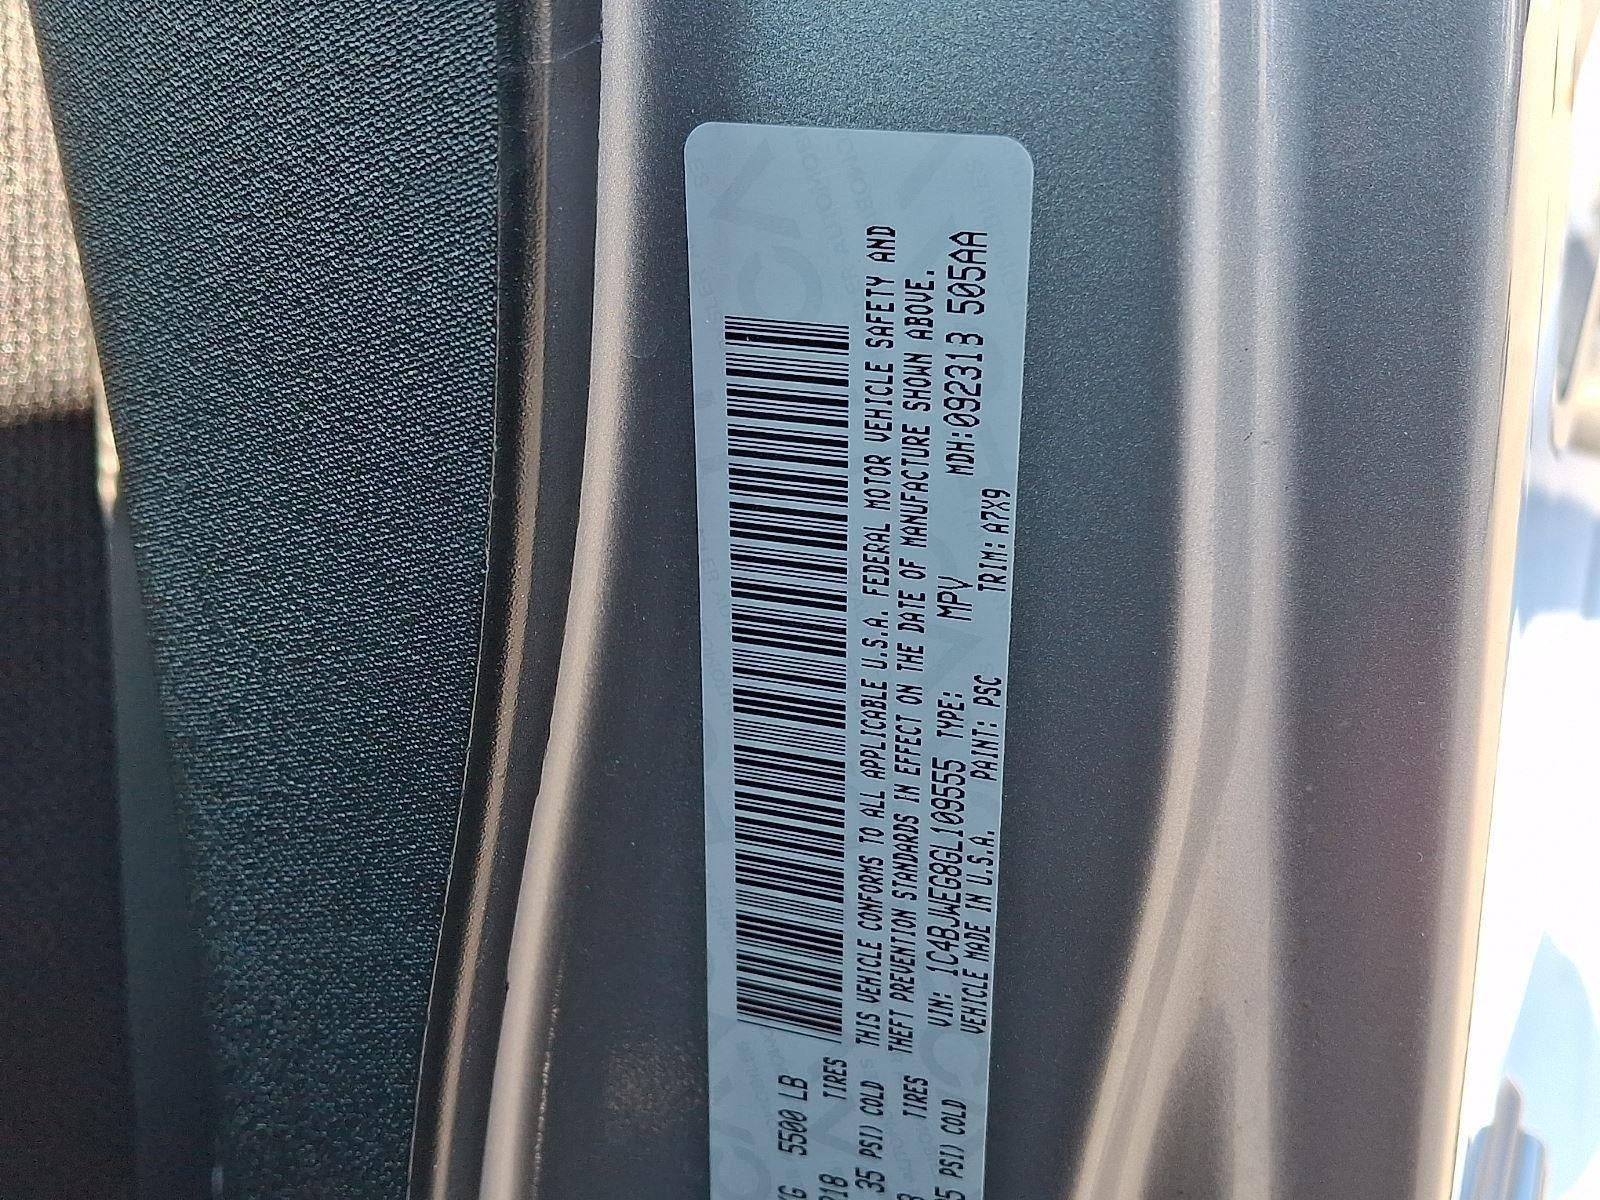 5500 LB
TIRES
35 PSI) COLD
THIS VEHICLE CONFORMS TO ALL APPLICABLE U.S.A. FEDERAL MOTOR VEHICLE SAFETY AND
THEFT PREVENTION STANDARDS IN EFFECT ON THE DATE OF MANUFACTURE SHOWN ABOVE.
TIRES
PSI) COLD
VIN: 1C4BJWEG8GL109555 TYPE: MPV MDH:092313 505AA
VEHICLE MADE IN U.S.A. PAINT: PSC TRIM: A7X9